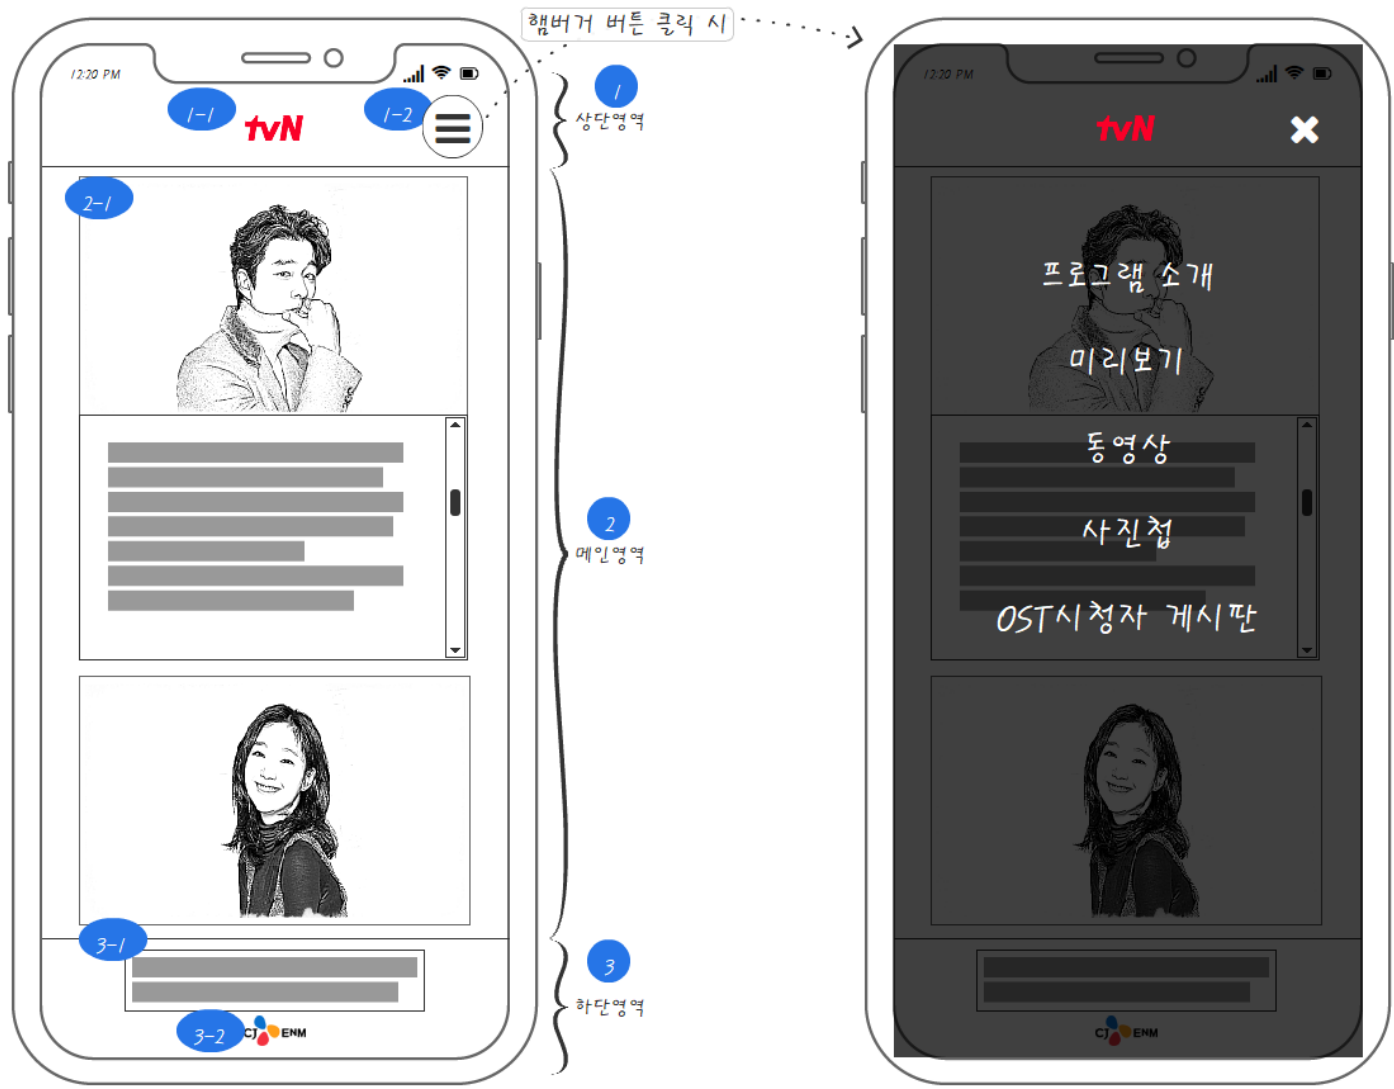 햄버거 버튼 클릭 시
12:20 PM
1-1
1-2
tvN
1
상단영역
2-1
2
메인영역
3-1
3
하단영역
3-2
CJ ENM
12:20 PM
tvN
프로그램 소개
미리보기
동영상
사진첩
OST시청자 게시판
CJ ENM